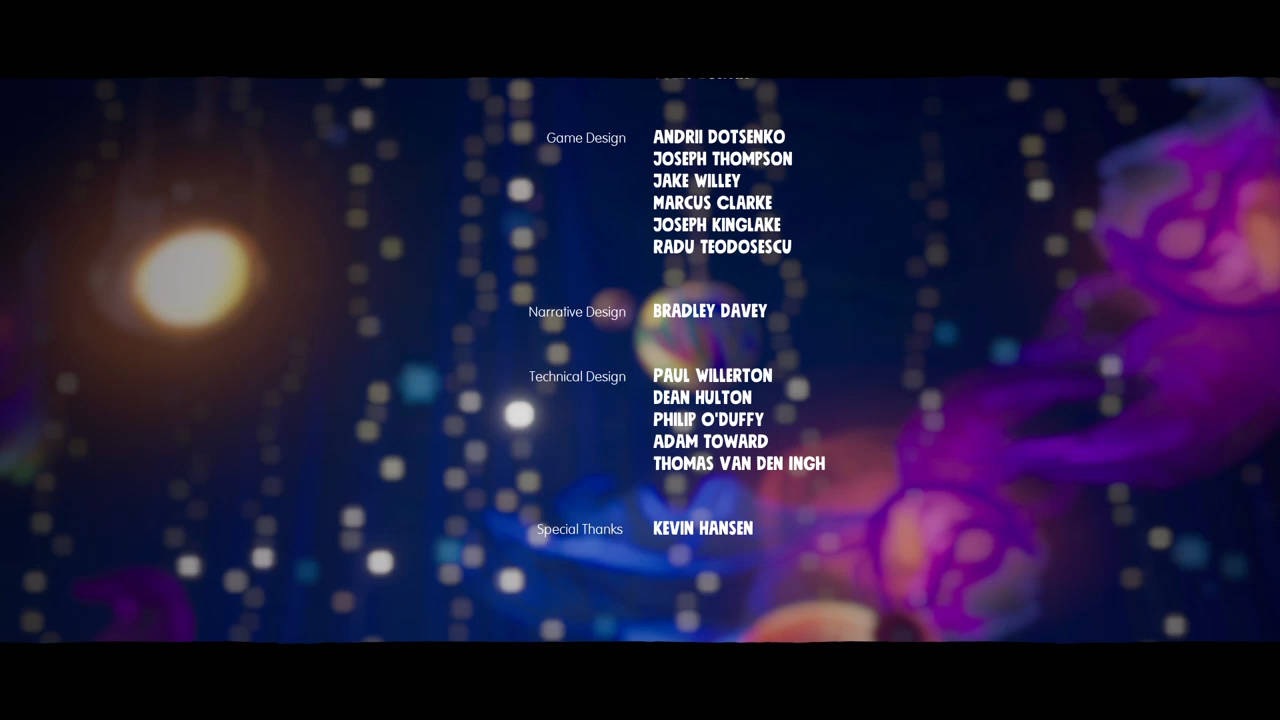 Game Design ANDRII DOTSENKO
JOSEPH THOMPSON
JAKE WILLEY
MARCUS CLARKE
JOSEPH KINGLAKE
RADU TEODOSESCU
Narrative Design BRADLEY DAVEY
Technical Design PAUL WILLERTON
DEAN HULTON
PHILIP O'DUFFY
ADAM TOWARD
THOMAS VAN DEN INGH
Special Thanks KEVIN HANSEN